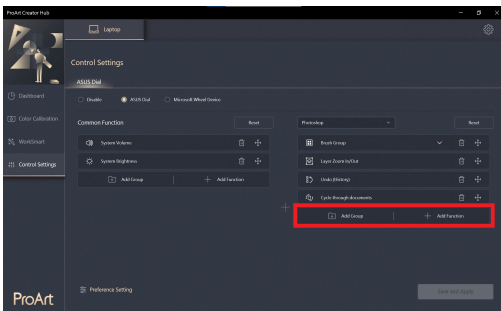 ProArt Creator Hub
Laptop
Control Settings
ASUS Dial
Disable
ASUS Dial
Microsoft Wheel Device
Dashboard
Color Calibration
WorkSmart
Control Settings
Common Function
Reset
System Volume
System Brightness
Add Group
Add Function
Photoshop
Reset
Brush Group
Layer Zoom In/Out
Undo (History)
Cycle through documents
Add Group
Add Function
Preference Setting
Save and Apply
ProArt